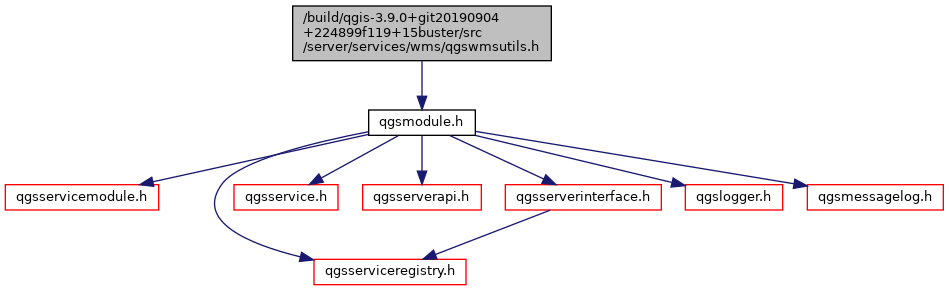 /build/qgis-3.9.0+git20190904
+224899f119+15buster/src
/server/services/wms/qgswmsutils.h
qgsmodule.h
qgsservicemodule.h
qgsservice.h
qgsserverapi.h
qgsserverinterface.h
qgslogger.h
qgsmessagelog.h
qgsserviceregistry.h